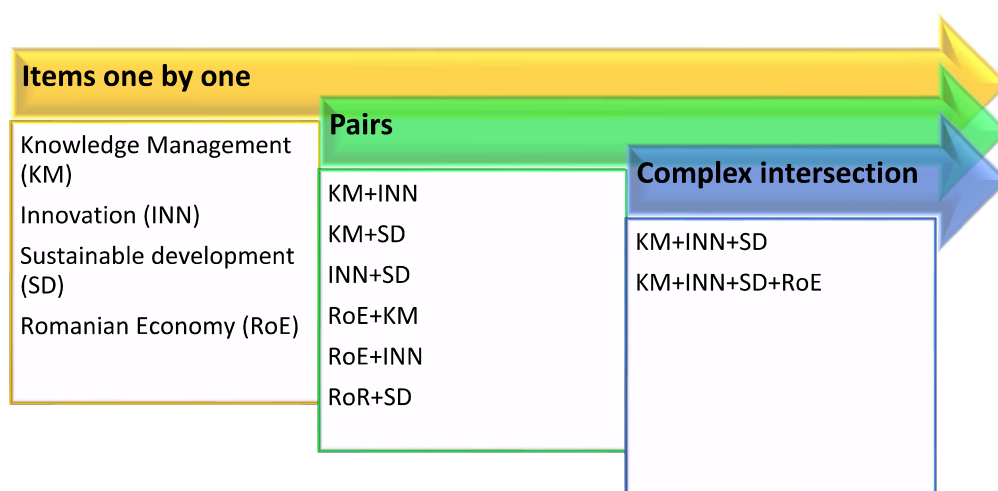 Items one by one
Knowledge Management
(KM)
Innovation (INN)
Sustainable development
(SD)
Romanian Economy (RoE)
Pairs
KM+INN
KM+SD
INN+SD
RoE+KM
RoE+INN
RoR+SD
Complex intersection
KM+INN+SD
KM+INN+SD+RoE